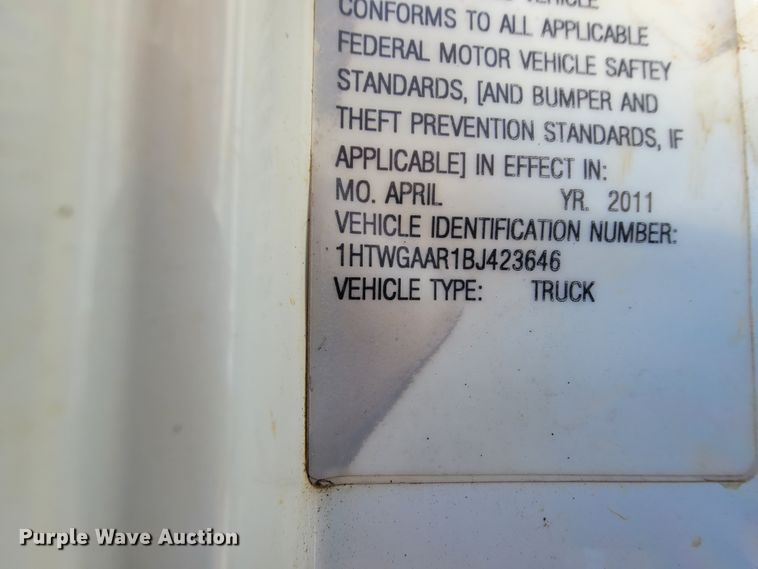 VEHICLE
CONFORMS TO ALL APPLICABLE
FEDERAL MOTOR VEHICLE SAFTEY
STANDARDS, [AND BUMPER AND
THEFT PREVENTION STANDARDS, IF
APPLICABLE] IN EFFECT IN:
MO. APRIL YR. 2011
VEHICLE IDENTIFICATION NUMBER:
1HTWGAAR1BJ423646
VEHICLE TYPE: TRUCK
Purple Wave Auction